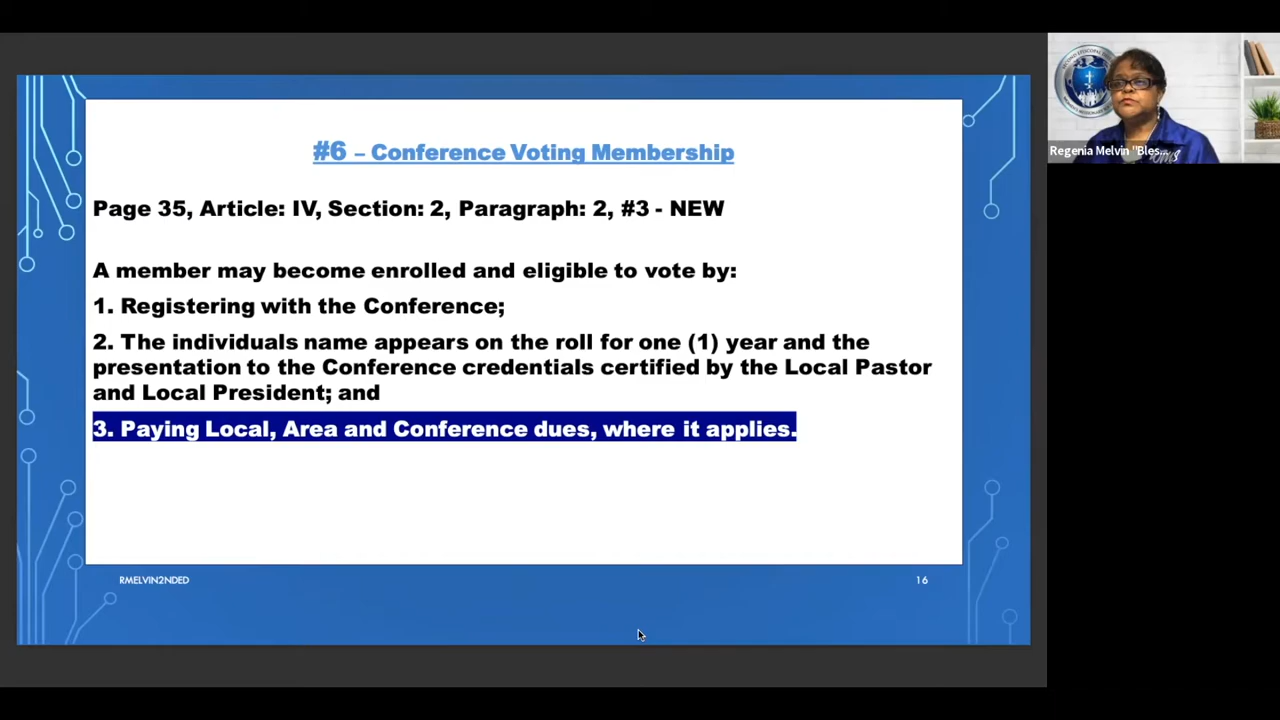 #6 – Conference Voting Membership
Page 35, Article: IV, Section: 2, Paragraph: 2, #3 - NEW
A member may become enrolled and eligible to vote by:
1. Registering with the Conference;
2. The individuals name appears on the roll for one (1) year and the
presentation to the Conference credentials certified by the Local Pastor
and Local President; and
3. Paying Local, Area and Conference dues, where it applies.
RMELVIN2NDED
16
Regenia Melvin "Bles...